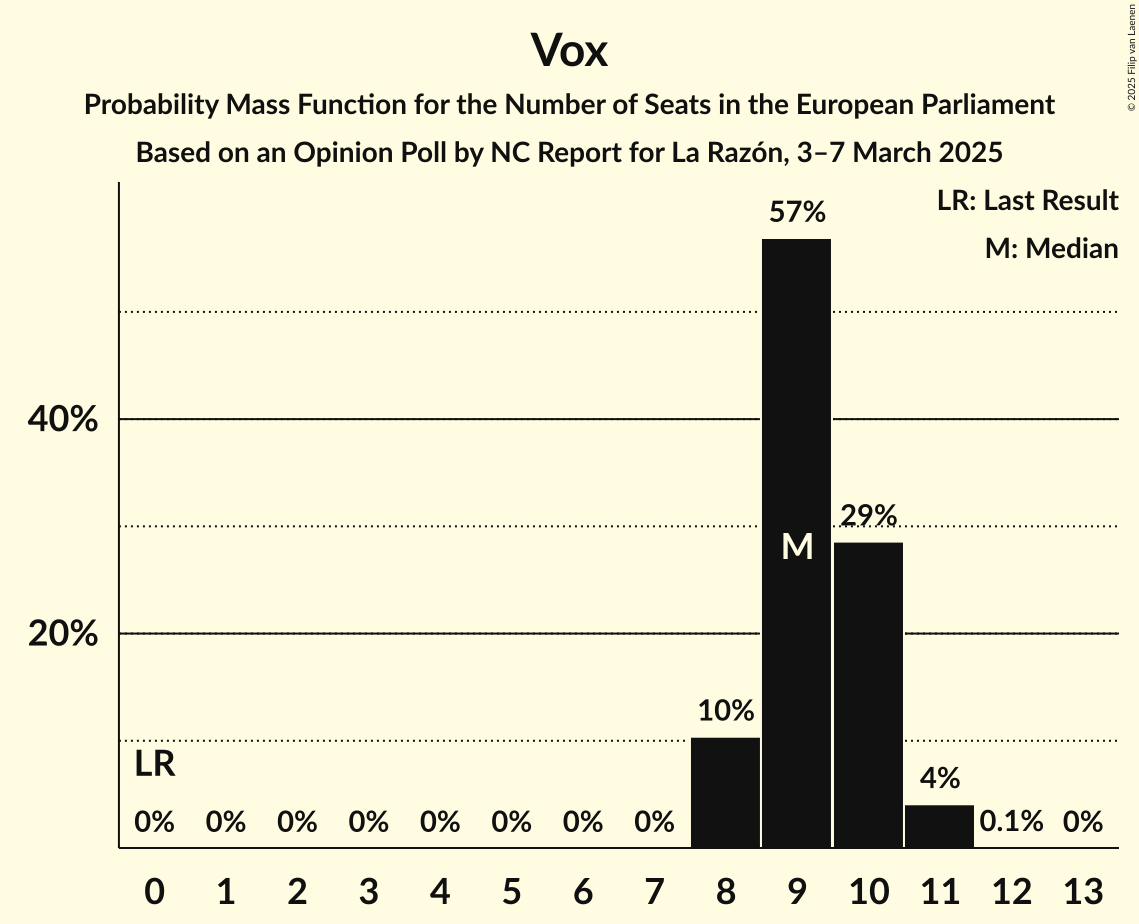 Vox
Probability Mass Function for the Number of Seats in the European Parliament
Based on an Opinion Poll by NC Report for La Razón, 3–7 March 2025
© 2025 Filip van Laenen
LR: Last Result
M: Median
57%
40%
29%
M
20%
10%
LR
4%
0% 0% 0% 0% 0% 0% 0% 0% 0.1% 0%
0 1 2 3 4 5 6 7 8 9 10 11 12 13